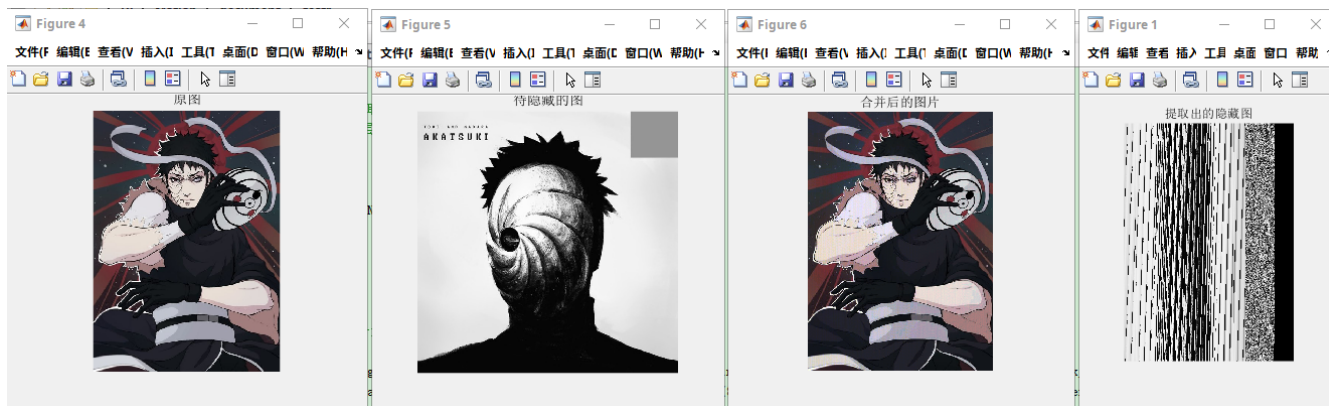 Figure 4
文件(F 编辑(E 查看(V 插入(I 工具(T 桌面(D 窗口(W 帮助(H
原图
Figure 5
文件(F 编辑(E 查看(V 插入(I 工具(T 桌面(D 窗口(W 帮助(H
待隐藏的图
AKATSUKI
Figure 6
文件(F 编辑(E 查看(V 插入(I 工具(T 桌面(D 窗口(W 帮助(H
合并后的图片
Figure 1
文件 编辑 查看 插入 工具 桌面 窗口 帮助
提取出的隐藏图